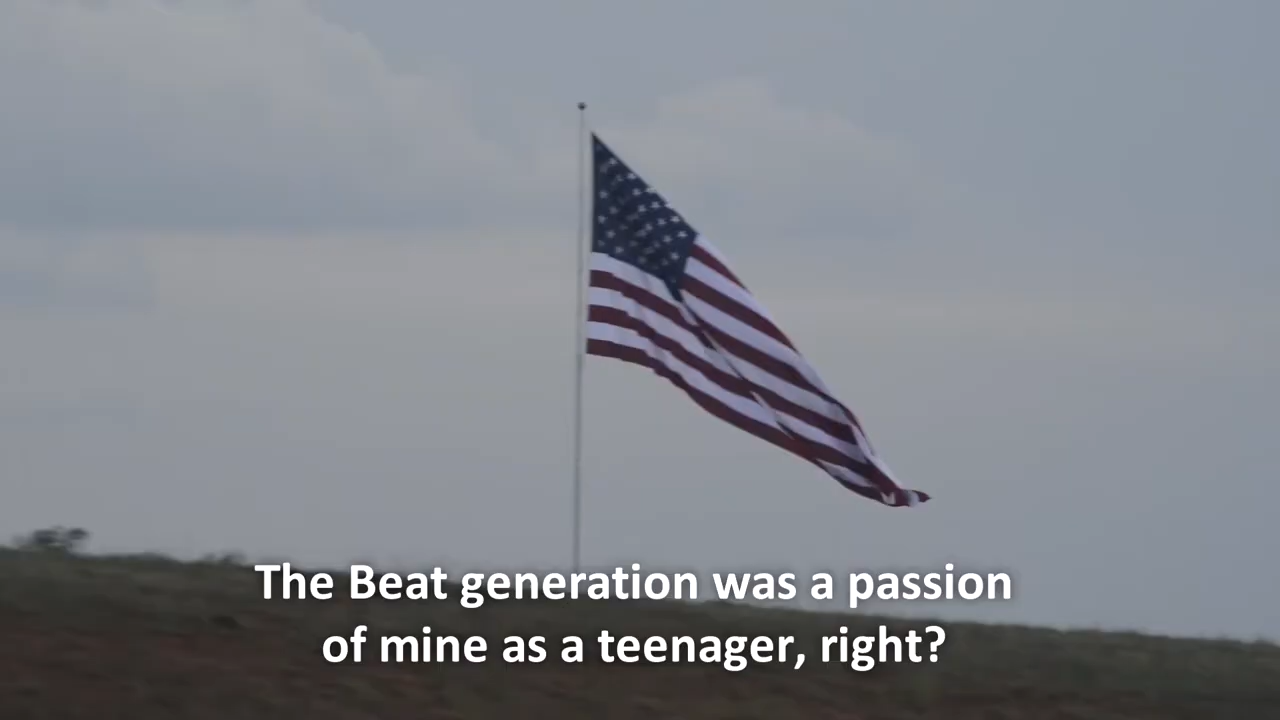 The Beat generation was a passion
of mine as a teenager, right?